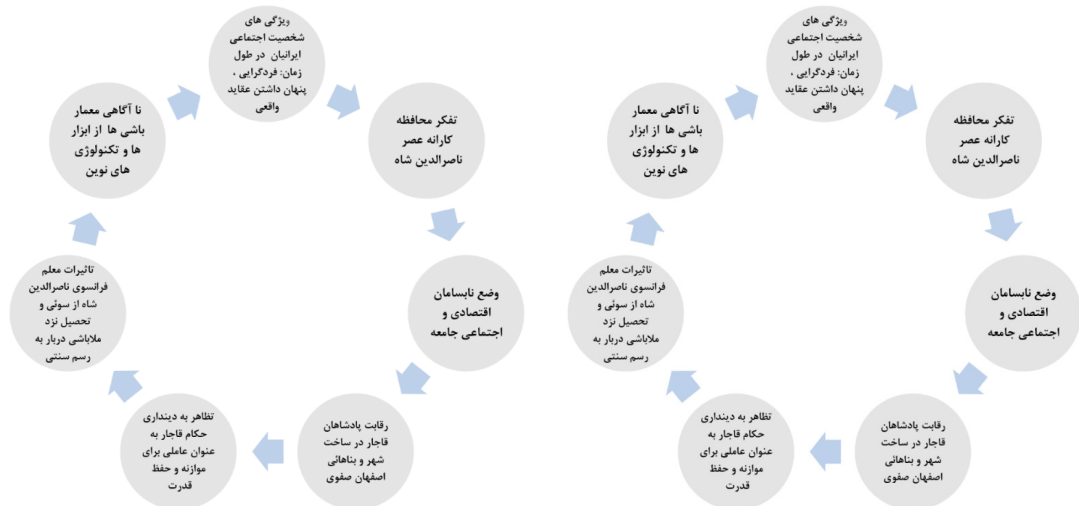 ویژگی های
شخصیت اجتماعی
ایرانیان در طول
زمان: فردگرایی ،
پنهان داشتن عقاید
واقعی
تفکر محافظه
کارانه عصر
ناصرالدین شاه
وضع نابسامان
اقتصادی و
اجتماعی جامعه
رقابت پادشاهان
قاجار در ساخت
شهر و بناهائی
اصفهان صفوی
تظاهر به دینداری
حکام قاجار به
عنوان عاملی برای
موازنه و حفظ
قدرت
تاثیرات معلم
فرانسوی ناصرالدین
شاه از سوئی و
تحصیل نزد
ملاباشی دربار به
رسم سنتی
نا آگاهی معمار
باشی ها از ابزار
ها و تکنولوژی
های نوین
ویژگی های
شخصیت اجتماعی
ایرانیان در طول
زمان: فردگرایی ،
پنهان داشتن عقاید
واقعی
تفکر محافظه
کارانه عصر
ناصرالدین شاه
وضع نابسامان
اقتصادی و
اجتماعی جامعه
رقابت پادشاهان
قاجار در ساخت
شهر و بناهائی
اصفهان صفوی
تظاهر به دینداری
حکام قاجار به
عنوان عاملی برای
موازنه و حفظ
قدرت
تاثیرات معلم
فرانسوی ناصرالدین
شاه از سوئی و
تحصیل نزد
ملاباشی دربار به
رسم سنتی
نا آگاهی معمار
باشی ها از ابزار
ها و تکنولوژی
های نوین